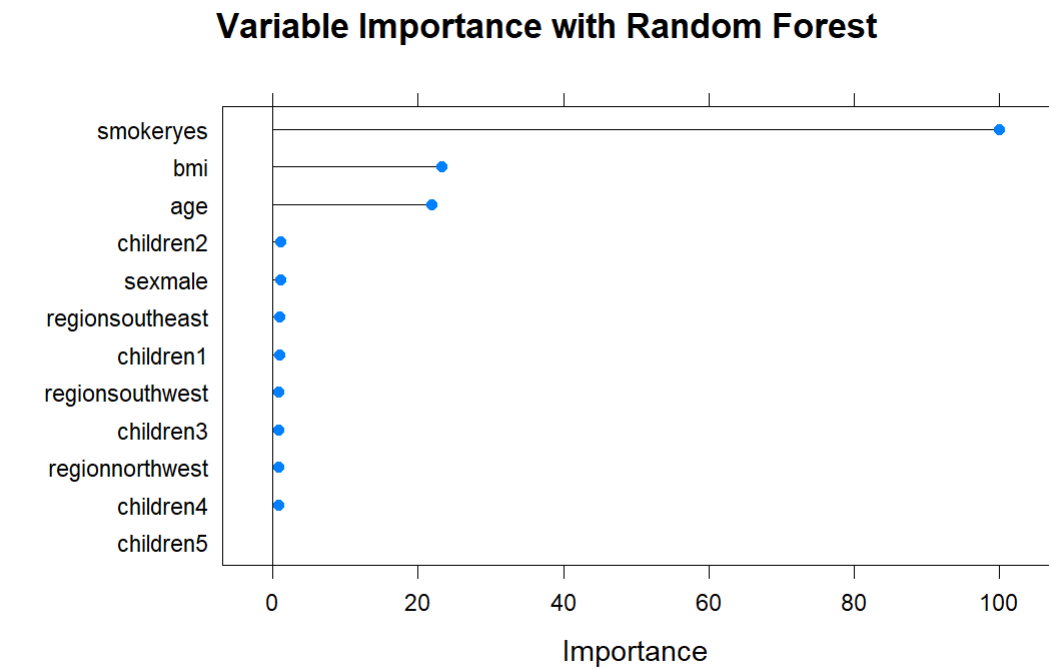 Variable Importance with Random Forest
smokeryes
bmi
age
children2
sexmale
regionsoutheast
children1
regionsouthwest
children3
regionnorthwest
children4
children5
0 20 40 60 80 100
Importance